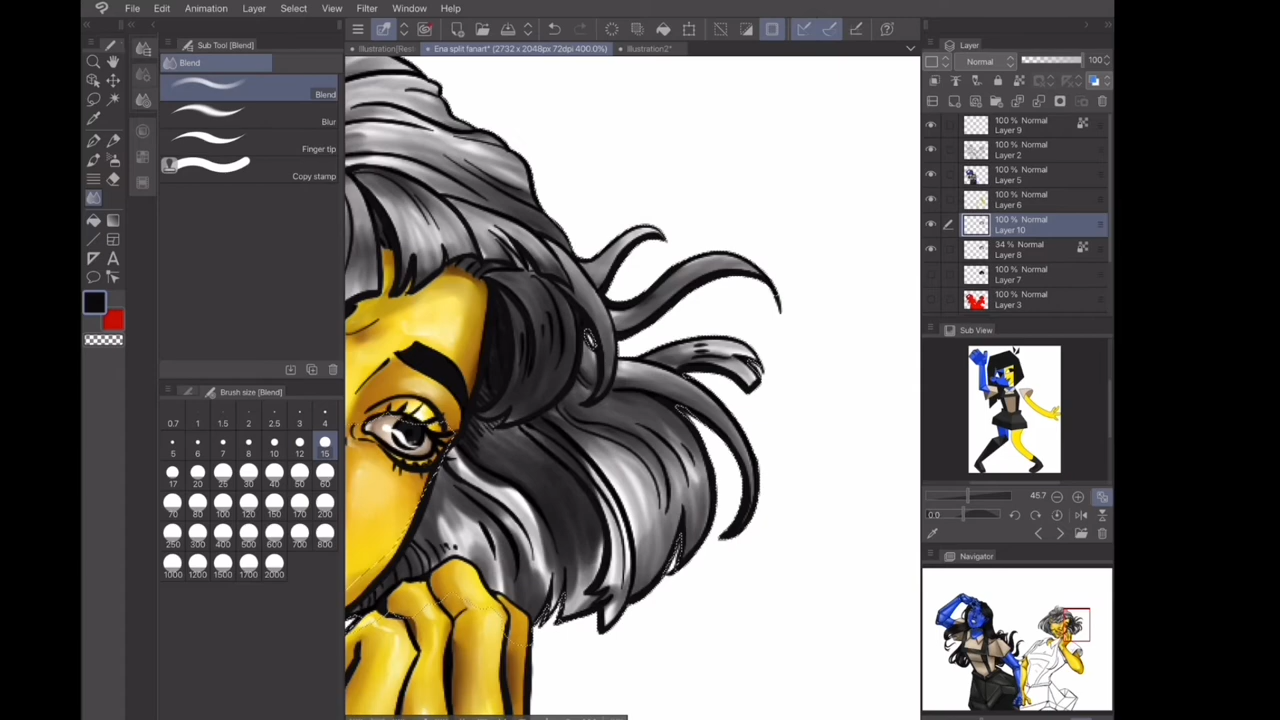 File Edit Animation Layer Select View Filter Window Help
Sub Tool [Blend]
Blend
Blend
Blur
Finger tip
Copy stamp
Brush size [Blend]
0.7 1 1.5 2 2.5 3 4
5 6 7 8 10 12 15
17 20 25 30 40 50 60
70 80 100 120 150 170 200
250 300 400 500 600 700 800
1000 1200 1500 1700 2000
Ena split fanart* (2732 x 2048px 72dpi 400.0%)
Illustration2*
Layer
Normal 100
100 % Normal
Layer 9
100 % Normal
Layer 2
100 % Normal
Layer 5
100 % Normal
Layer 6
100 % Normal
Layer 10
34 % Normal
Layer 8
100 % Normal
Layer 7
100 % Normal
Layer 3
Sub View
45.7
0.0
Navigator